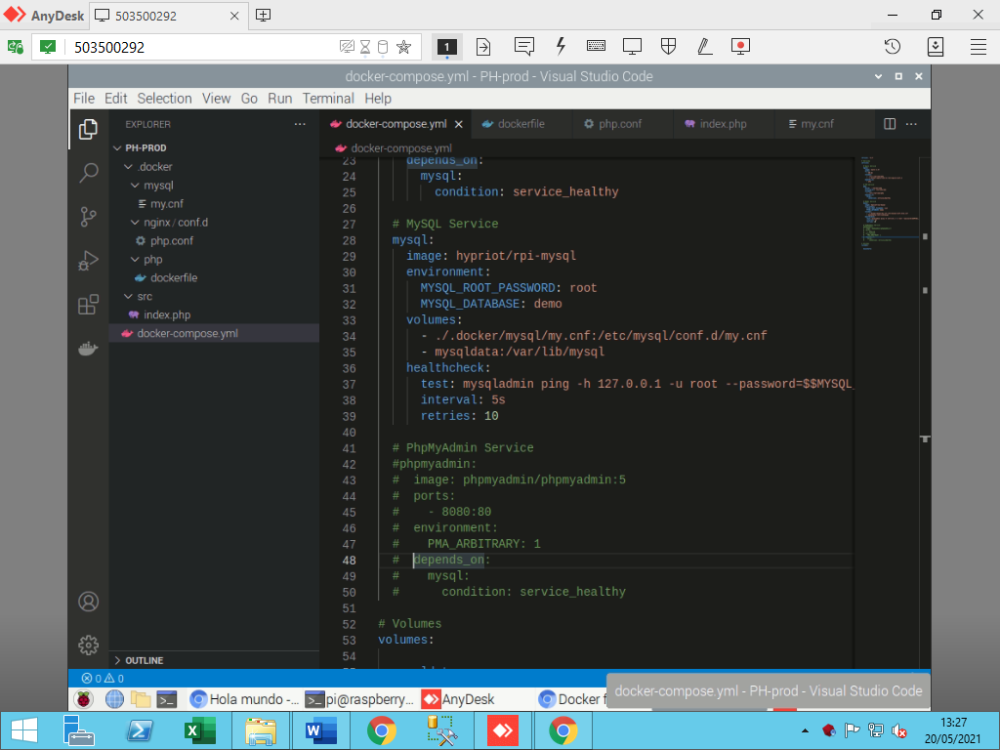 AnyDesk
503500292
503500292
1
docker-compose.yml - PH-prod - Visual Studio Code
File Edit Selection View Go Run Terminal Help
EXPLORER
docker-compose.yml
dockerfile
php.conf
index.php
my.cnf
PH-PROD
.docker
mysql
my.cnf
nginx / conf.d
php.conf
php
dockerfile
src
index.php
docker-compose.yml
OUTLINE
docker-compose.yml
23 depends_on:
24 mysql:
25 condition: service_healthy
26
27 # MySQL Service
28 mysql:
29 image: hypriot/rpi-mysql
30 environment:
31 MYSQL_ROOT_PASSWORD: root
32 MYSQL_DATABASE: demo
33 volumes:
34 - ./.docker/mysql/my.cnf:/etc/mysql/conf.d/my.cnf
35 - mysqldata:/var/lib/mysql
36 healthcheck:
37 test: mysqladmin ping -h 127.0.0.1 -u root --password=$$MYSQL_
38 interval: 5s
39 retries: 10
40
41 # PhpMyAdmin Service
42 #phpmyadmin:
43 # image: phpmyadmin/phpmyadmin:5
44 # ports:
45 # - 8080:80
46 # environment:
47 # PMA_ARBITRARY: 1
48 # depends_on:
49 # mysql:
50 # condition: service_healthy
51
52 # Volumes
53 volumes:
54
0 0
Hola mundo -...
pi@raspberry...
AnyDesk
Docker f
docker-compose.yml - PH-prod - Visual Studio Code
13:27
20/05/2021